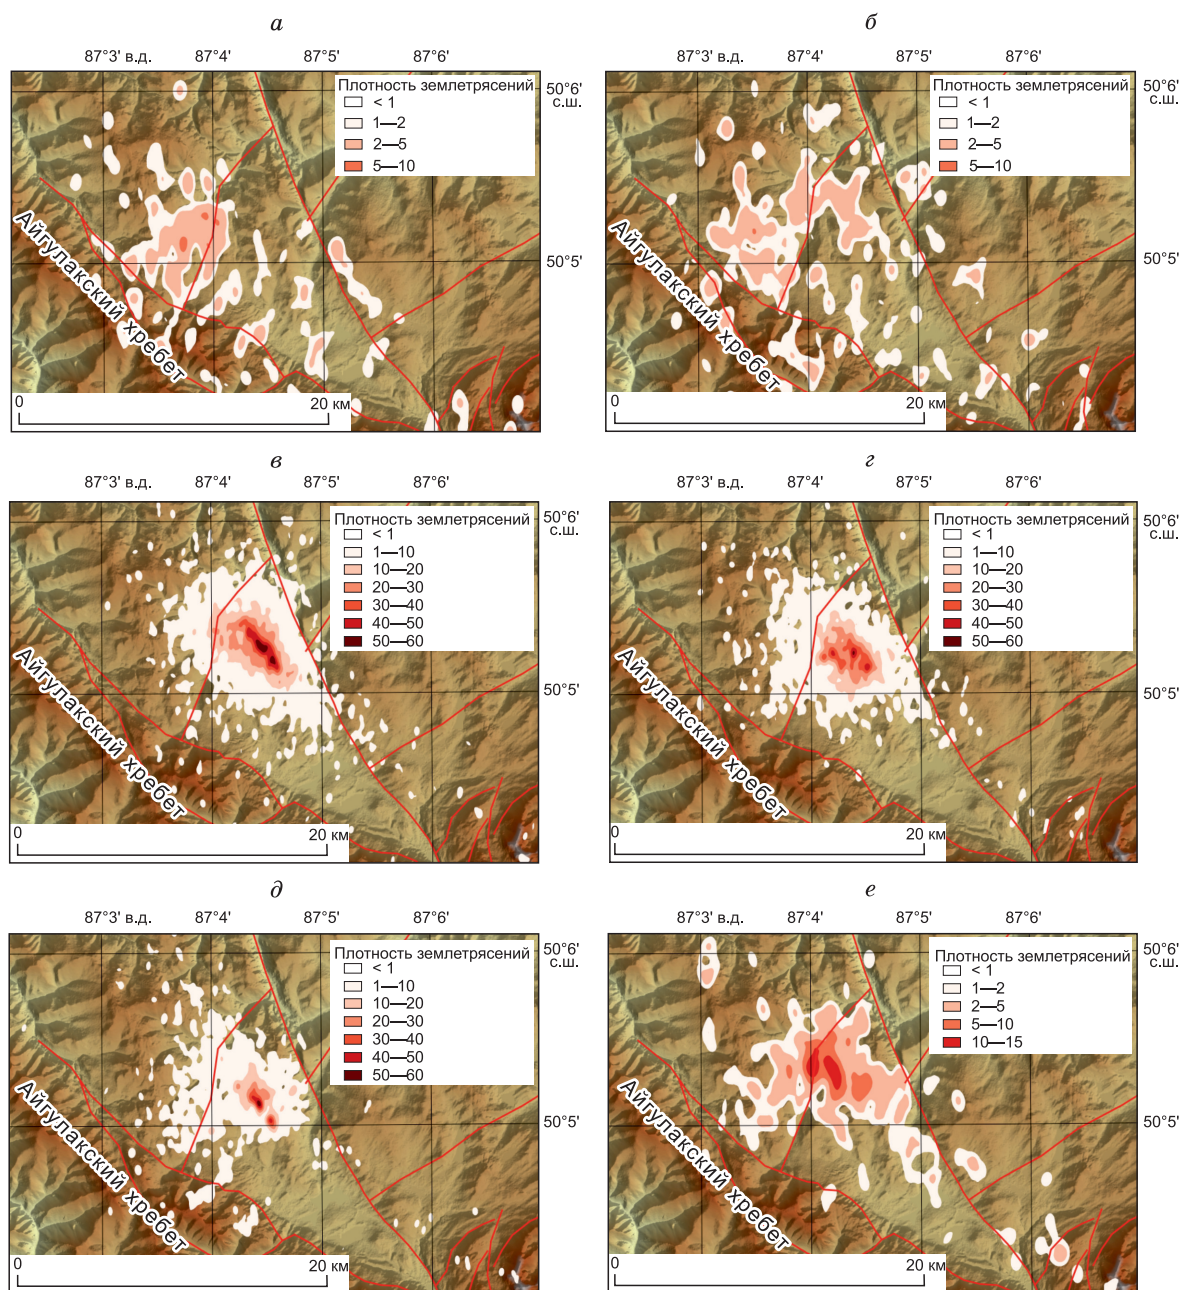 а
87°3' в.д. 87°4' 87°5' 87°6'
Плотность землетрясений
< 1
1—2
2—5
5—10
50°6'
с.ш.
50°5'
Айгулакский хребет
0 20 км
б
87°3' в.д. 87°4' 87°5' 87°6'
Плотность землетрясений
< 1
1—2
2—5
5—10
50°6'
с.ш.
50°5'
Айгулакский хребет
0 20 км
в
87°3' в.д. 87°4' 87°5' 87°6'
Плотность землетрясений
< 1
1—10
10—20
20—30
30—40
40—50
50—60
50°6'
с.ш.
50°5'
Айгулакский хребет
0 20 км
г
87°3' в.д. 87°4' 87°5' 87°6'
Плотность землетрясений
< 1
1—10
10—20
20—30
30—40
40—50
50—60
50°6'
с.ш.
50°5'
Айгулакский хребет
0 20 км
д
87°3' в.д. 87°4' 87°5' 87°6'
Плотность землетрясений
< 1
1—10
10—20
20—30
30—40
40—50
50—60
50°6'
с.ш.
50°5'
Айгулакский хребет
0 20 км
е
87°3' в.д. 87°4' 87°5' 87°6'
Плотность землетрясений
< 1
1—2
2—5
5—10
10—15
50°6'
с.ш.
50°5'
Айгулакский хребет
0 20 км